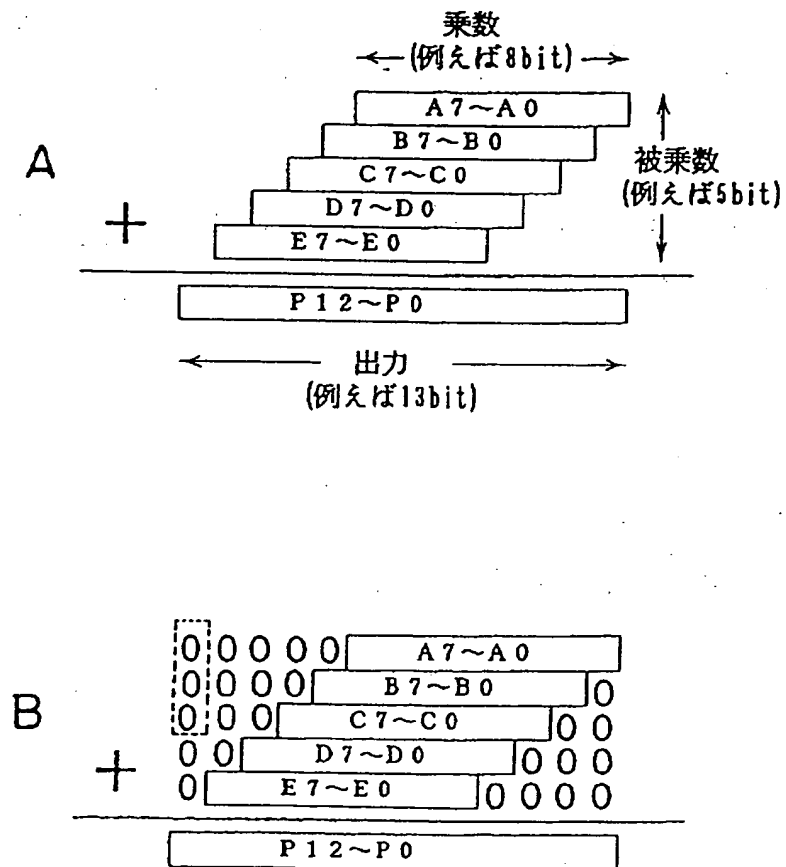 乗数
(例えば8bit)
A7~A0
B7~B0
A
C7~C0
被乗数
(例えば5bit)
D7~D0
+
E7~E0
P12~P0
出力
(例えば13bit)
0 0 0 0 0 A7~A0
0 0 0 0 B7~B0 0
B
0 0 0 C7~C0 0 0
0 0 D7~D0 0 0 0
+
0 E7~E0 0 0 0 0
P12~P0